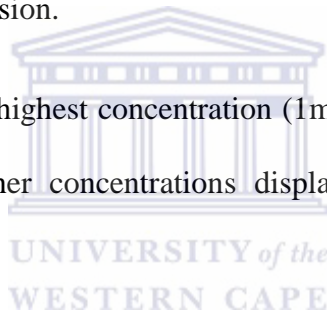 sion.
highest concentration (1m
her concentrations displa
UNIVERSITY of the
WESTERN CAPE